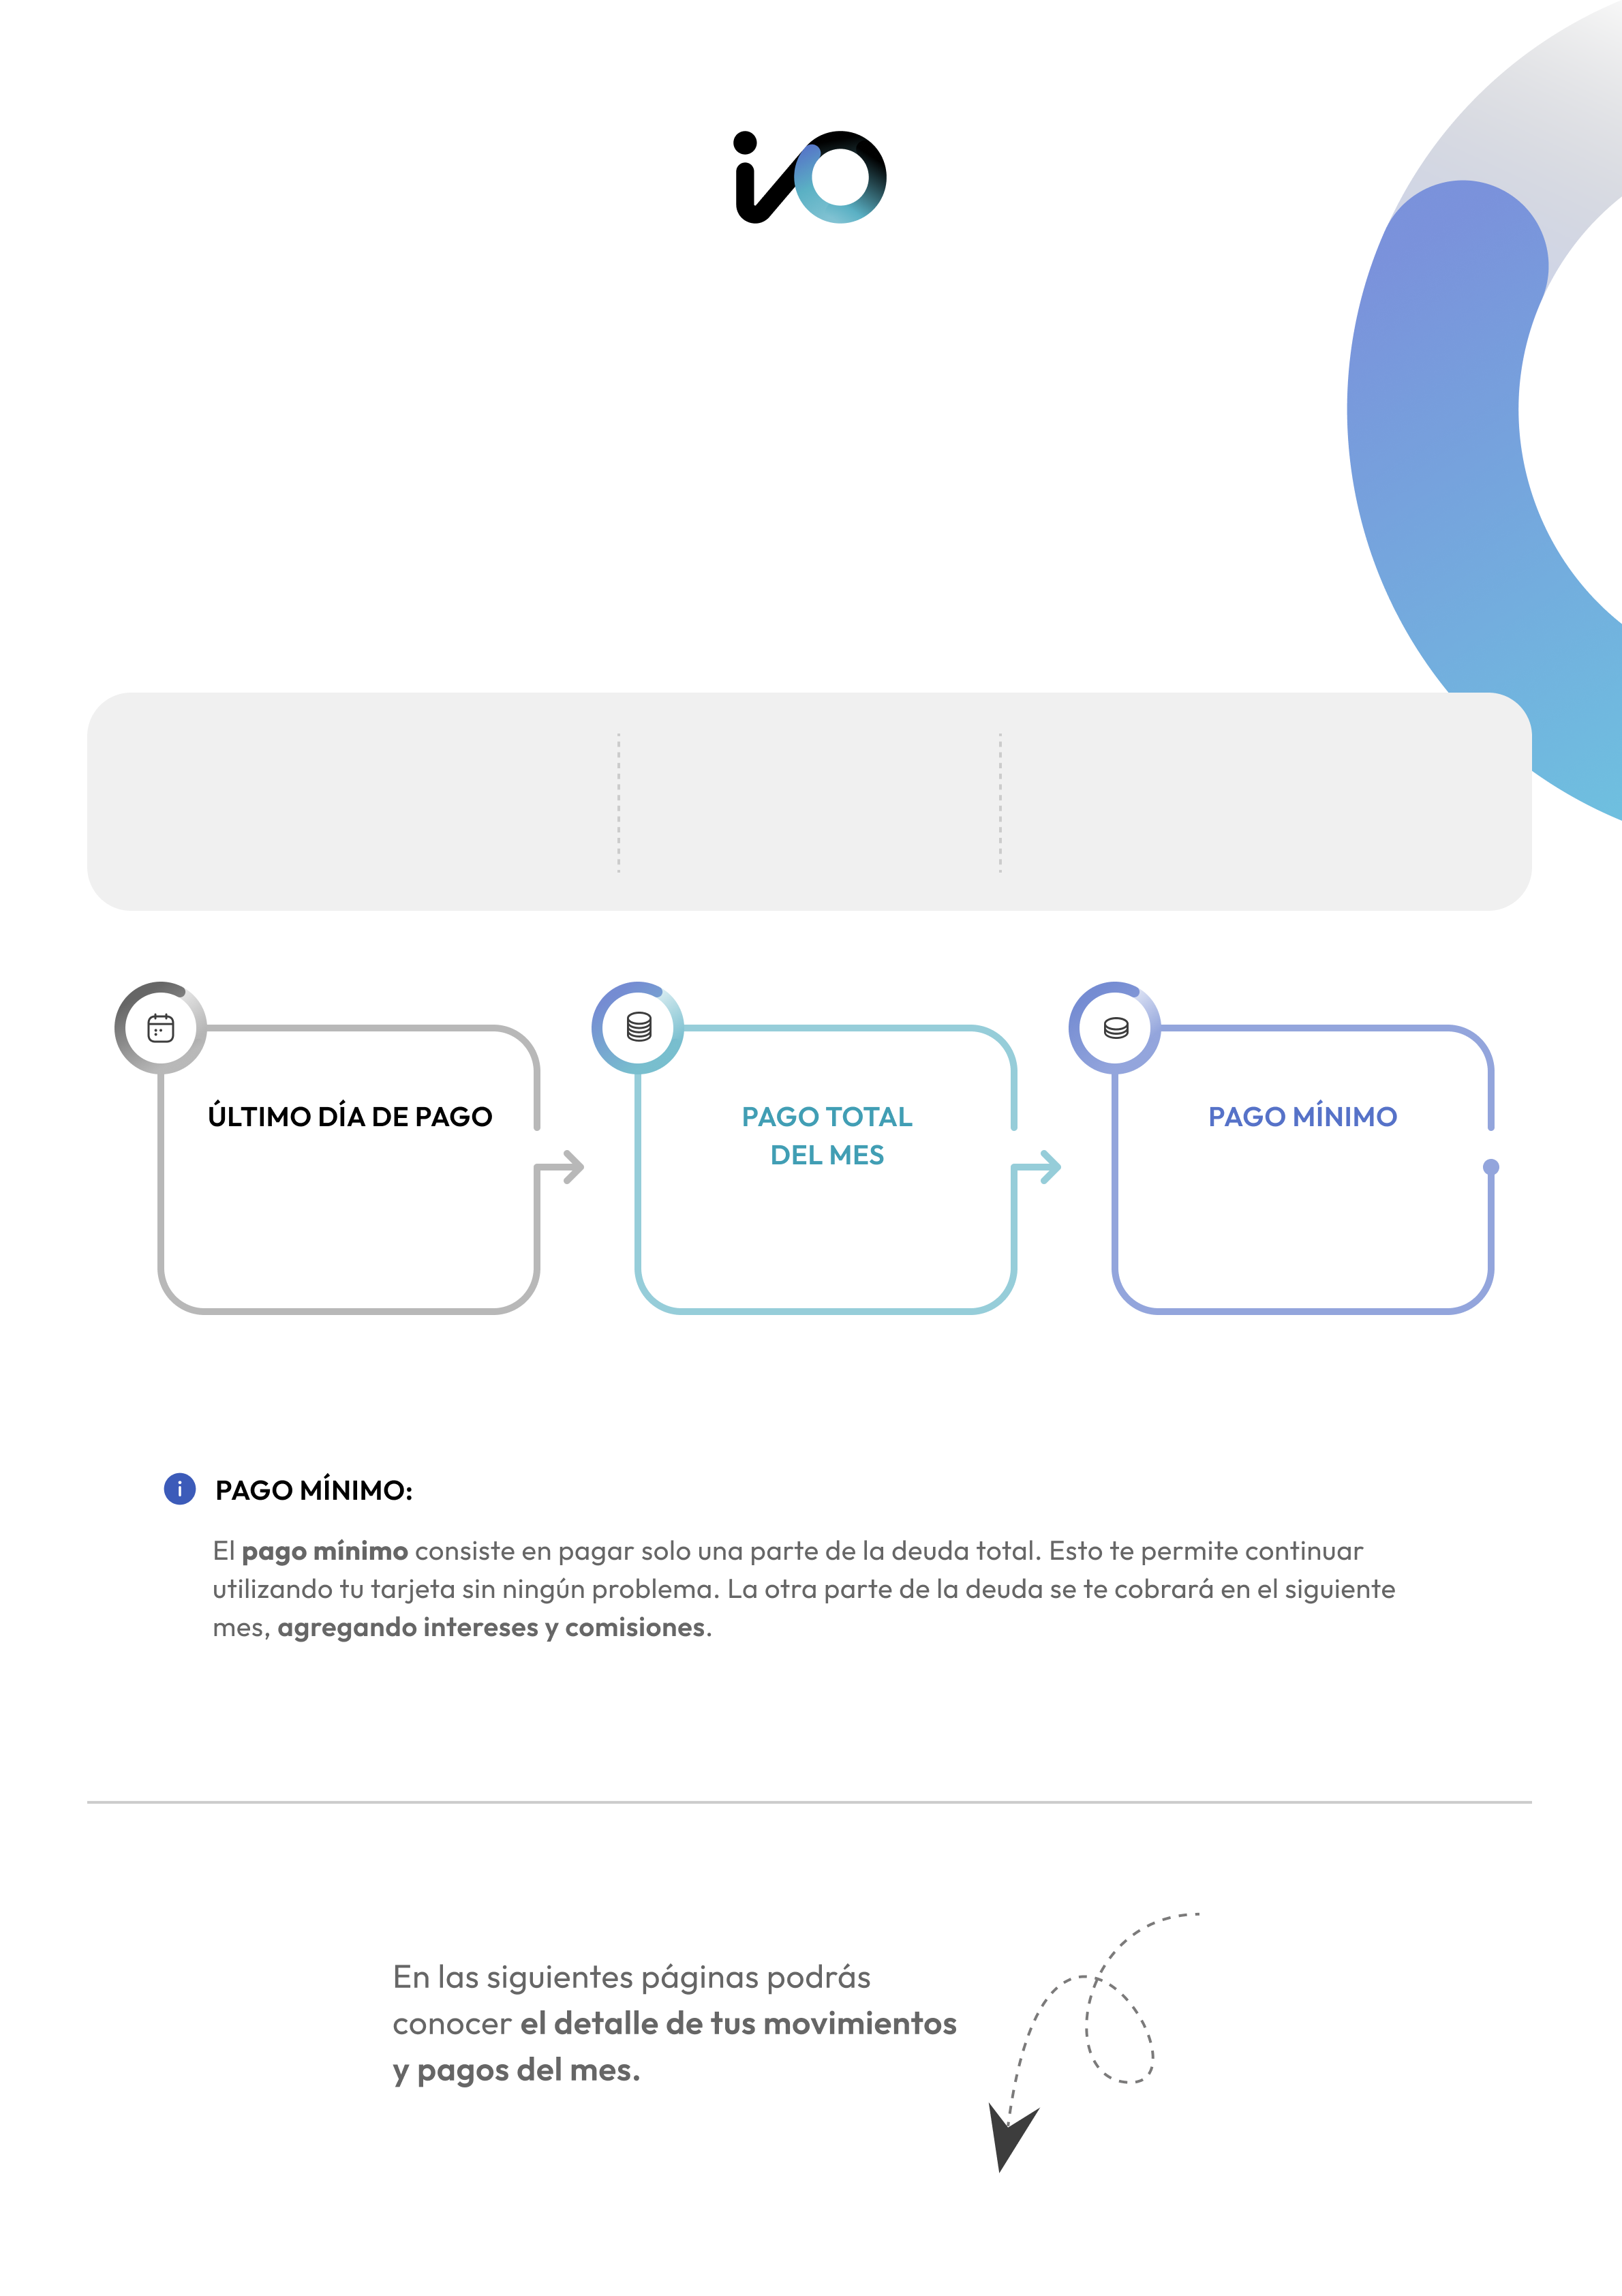 iO
ÚLTIMO DÍA DE PAGO
PAGO TOTAL
DEL MES
PAGO MÍNIMO
PAGO MÍNIMO:
El pago mínimo consiste en pagar solo una parte de la deuda total. Esto te permite continuar
utilizando tu tarjeta sin ningún problema. La otra parte de la deuda se te cobrará en el siguiente
mes, agregando intereses y comisiones.
En las siguientes páginas podrás
conocer el detalle de tus movimientos
y pagos del mes.